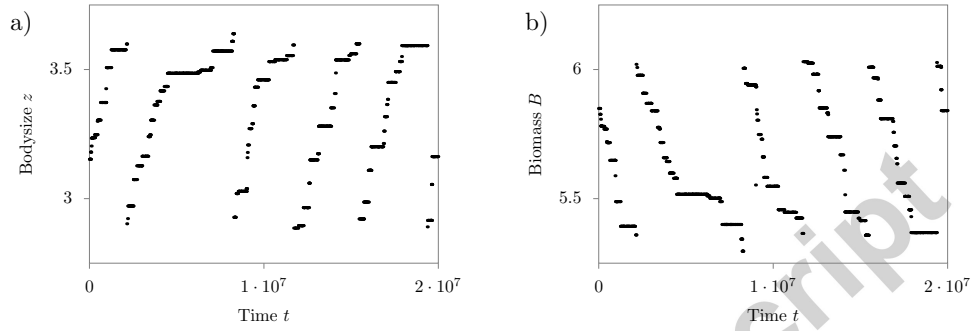 a)
3.5
3
Bodysize z
0
1 · 10^7
2 · 10^7
Time t
b)
6
5.5
Biomass B
0
1 · 10^7
2 · 10^7
Time t
cript